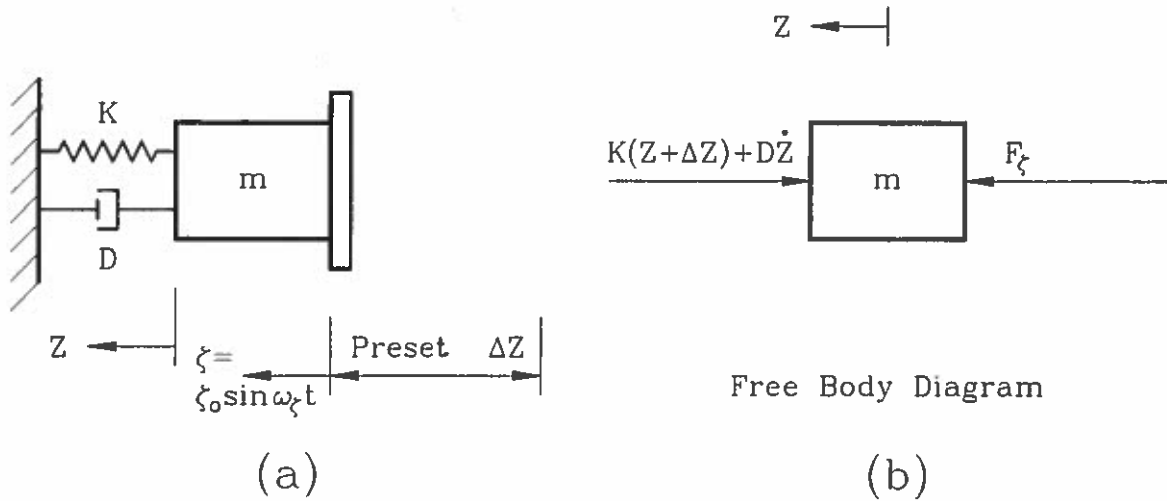 K
m
D
Z
ζ=
ζ₀sinω_ζt
Preset ΔZ
(a)
Z
K(Z+ΔZ)+DŻ
m
F_ζ
Free Body Diagram
(b)